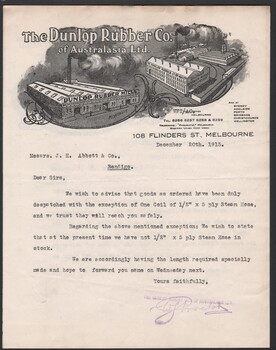 The Dunlop Rubber Co.
of Australasia Ltd.
DUNLOP RUBBER MILLS
MELBOURNE
108 FLINDERS ST. MELBOURNE
December 20th. 1913.
Messrs. J. H. Abbott & Co.,
Bendigo.
Dear Sirs,
We wish to advise that goods as ordered have been duly
despatched with the exception of One Coil of 1/2" x 5 ply Steam Hose,
and we trust they will reach you safely.
Regarding the above mentioned exception; We wish to state
that at the present time we have not 1/2" x 5 ply Steam Hose in
stock.
We are accordingly having the length required specially
made and hope to forward you same on Wednesday next.
Yours faithfully,